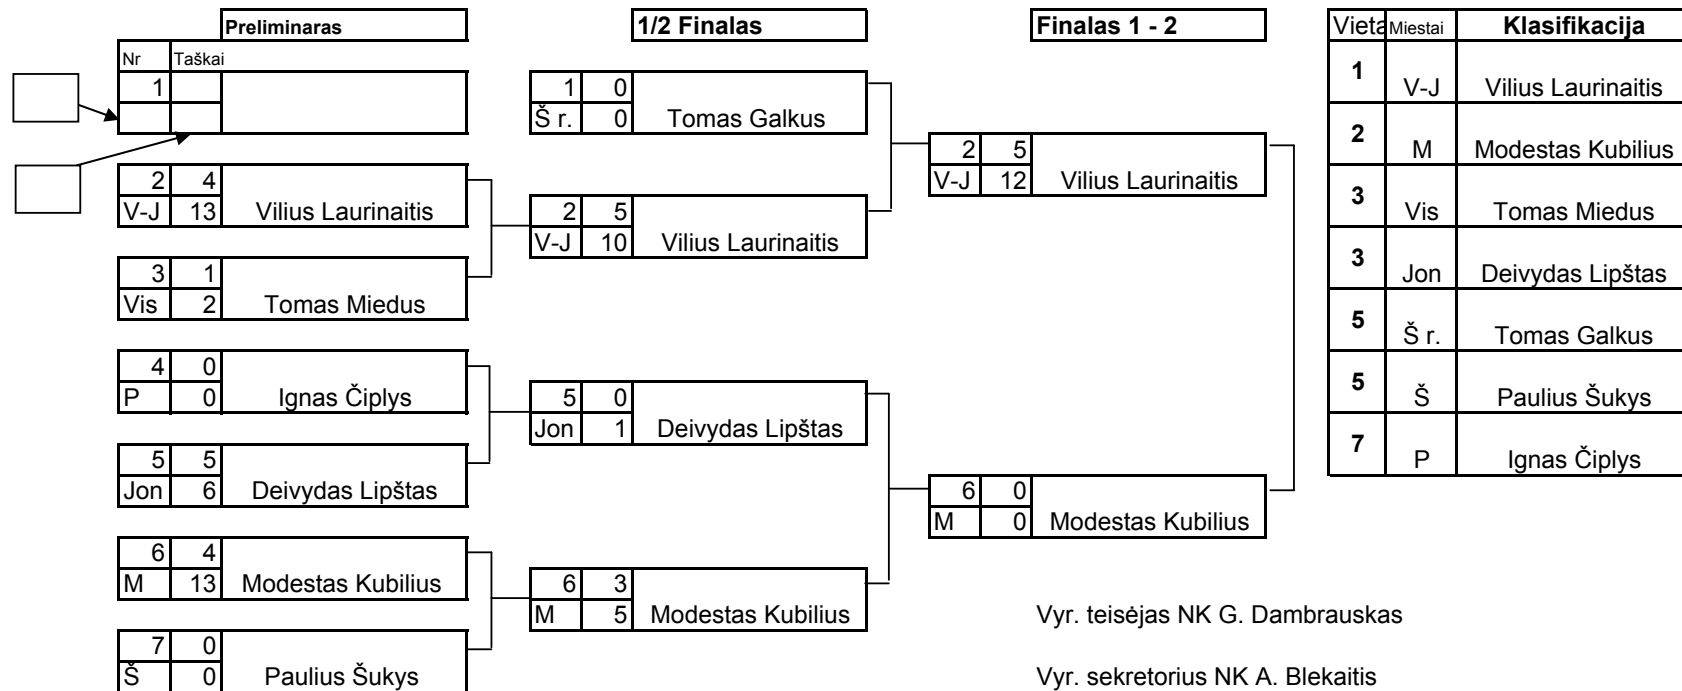 Preliminaras
1/2 Finalas
Finalas 1 - 2
Vieta Miestai Klasifikacija
Nr Taškai
1
1 0
Š r. 0 Tomas Galkus
2 4
V-J 13 Vilius Laurinaitis
2 5
V-J 10 Vilius Laurinaitis
3 1
Vis 2 Tomas Miedus
4 0
P 0 Ignas Čiplys
5 0
Jon 1 Deivydas Lipštas
5 5
Jon 6 Deivydas Lipštas
6 4
M 13 Modestas Kubilius
6 3
M 5 Modestas Kubilius
7 0
Š 0 Paulius Šukys
2 5
V-J 12 Vilius Laurinaitis
6 0
M 0 Modestas Kubilius
1 V-J Vilius Laurinaitis
2 M Modestas Kubilius
3 Vis Tomas Miedus
3 Jon Deivydas Lipštas
5 Š r. Tomas Galkus
5 Š Paulius Šukys
7 P Ignas Čiplys
Vyr. teisėjas NK G. Dambrauskas
Vyr. sekretorius NK A. Blekaitis